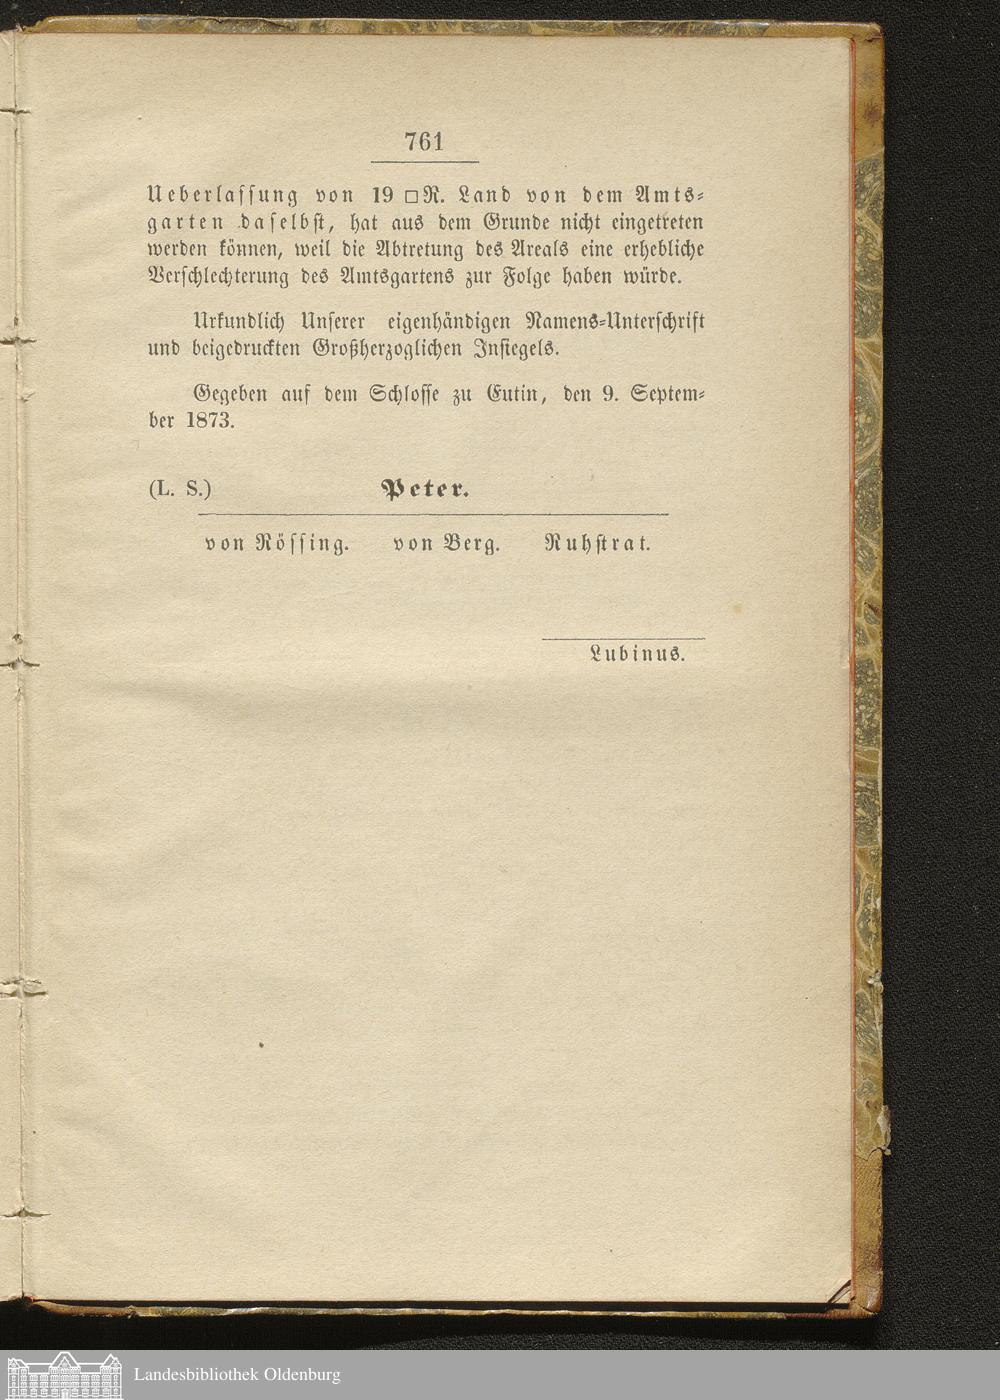 761
Ueberlassung von 19 □R. Land von dem Amts-
garten daselbst, hat aus dem Grunde nicht eingetreten
werden können, weil die Abtretung des Areals eine erhebliche
Verschlechterung des Amtsgartens zur Folge haben würde.
Urkundlich Unserer eigenhändigen Namens-Unterschrift
und beigedruckten Großherzoglichen Insiegels.
Gegeben auf dem Schlosse zu Eutin, den 9. Septem-
ber 1873.
(L. S.) Peter.
von Rössing. von Berg. Ruhstrat.
Lubinus.
Landesbibliothek Oldenburg